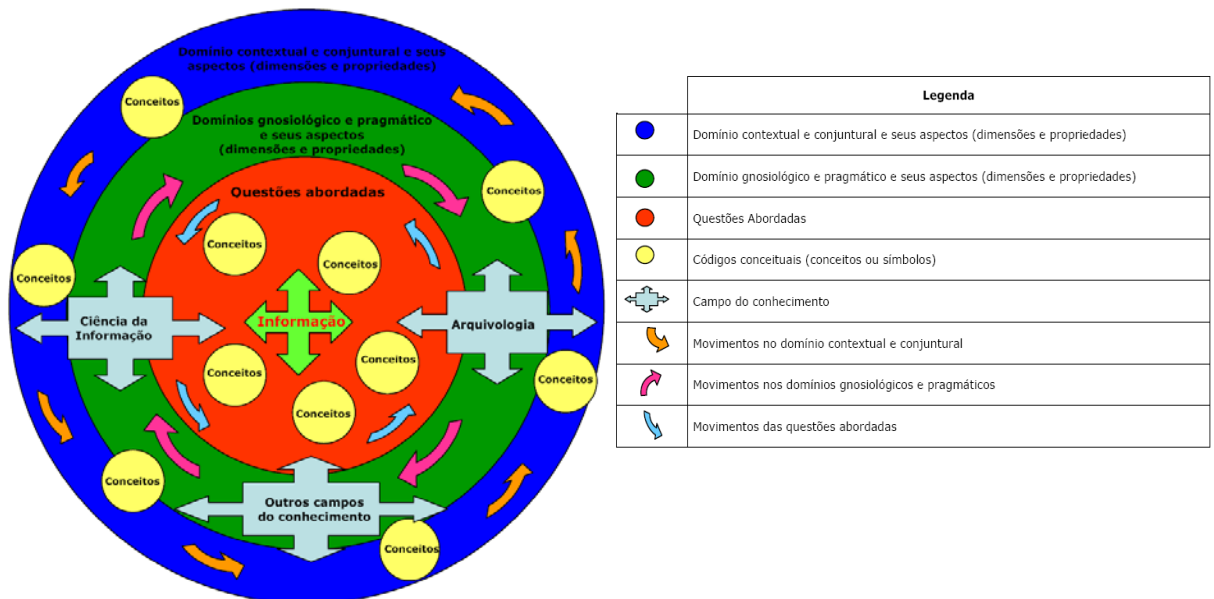 Domínio contextual e conjuntural e seus
aspectos (dimensões e propriedades)
Conceitos
Domínios gnosiológico e pragmático
e seus aspectos
(dimensões e propriedades)
Questões abordadas
Conceitos
Conceitos
Conceitos
Conceitos
Ciência da
Informação
Informação
Arquivologia
Conceitos
Conceitos
Conceitos
Conceitos
Conceitos
Outros campos
do conhecimento
Conceitos
Legenda
Domínio contextual e conjuntural e seus aspectos (dimensões e propriedades)
Domínio gnosiológico e pragmático e seus aspectos (dimensões e propriedades)
Questões Abordadas
Códigos conceituais (conceitos ou símbolos)
Campo do conhecimento
Movimentos no domínio contextual e conjuntural
Movimentos nos domínios gnosiológicos e pragmáticos
Movimentos das questões abordadas